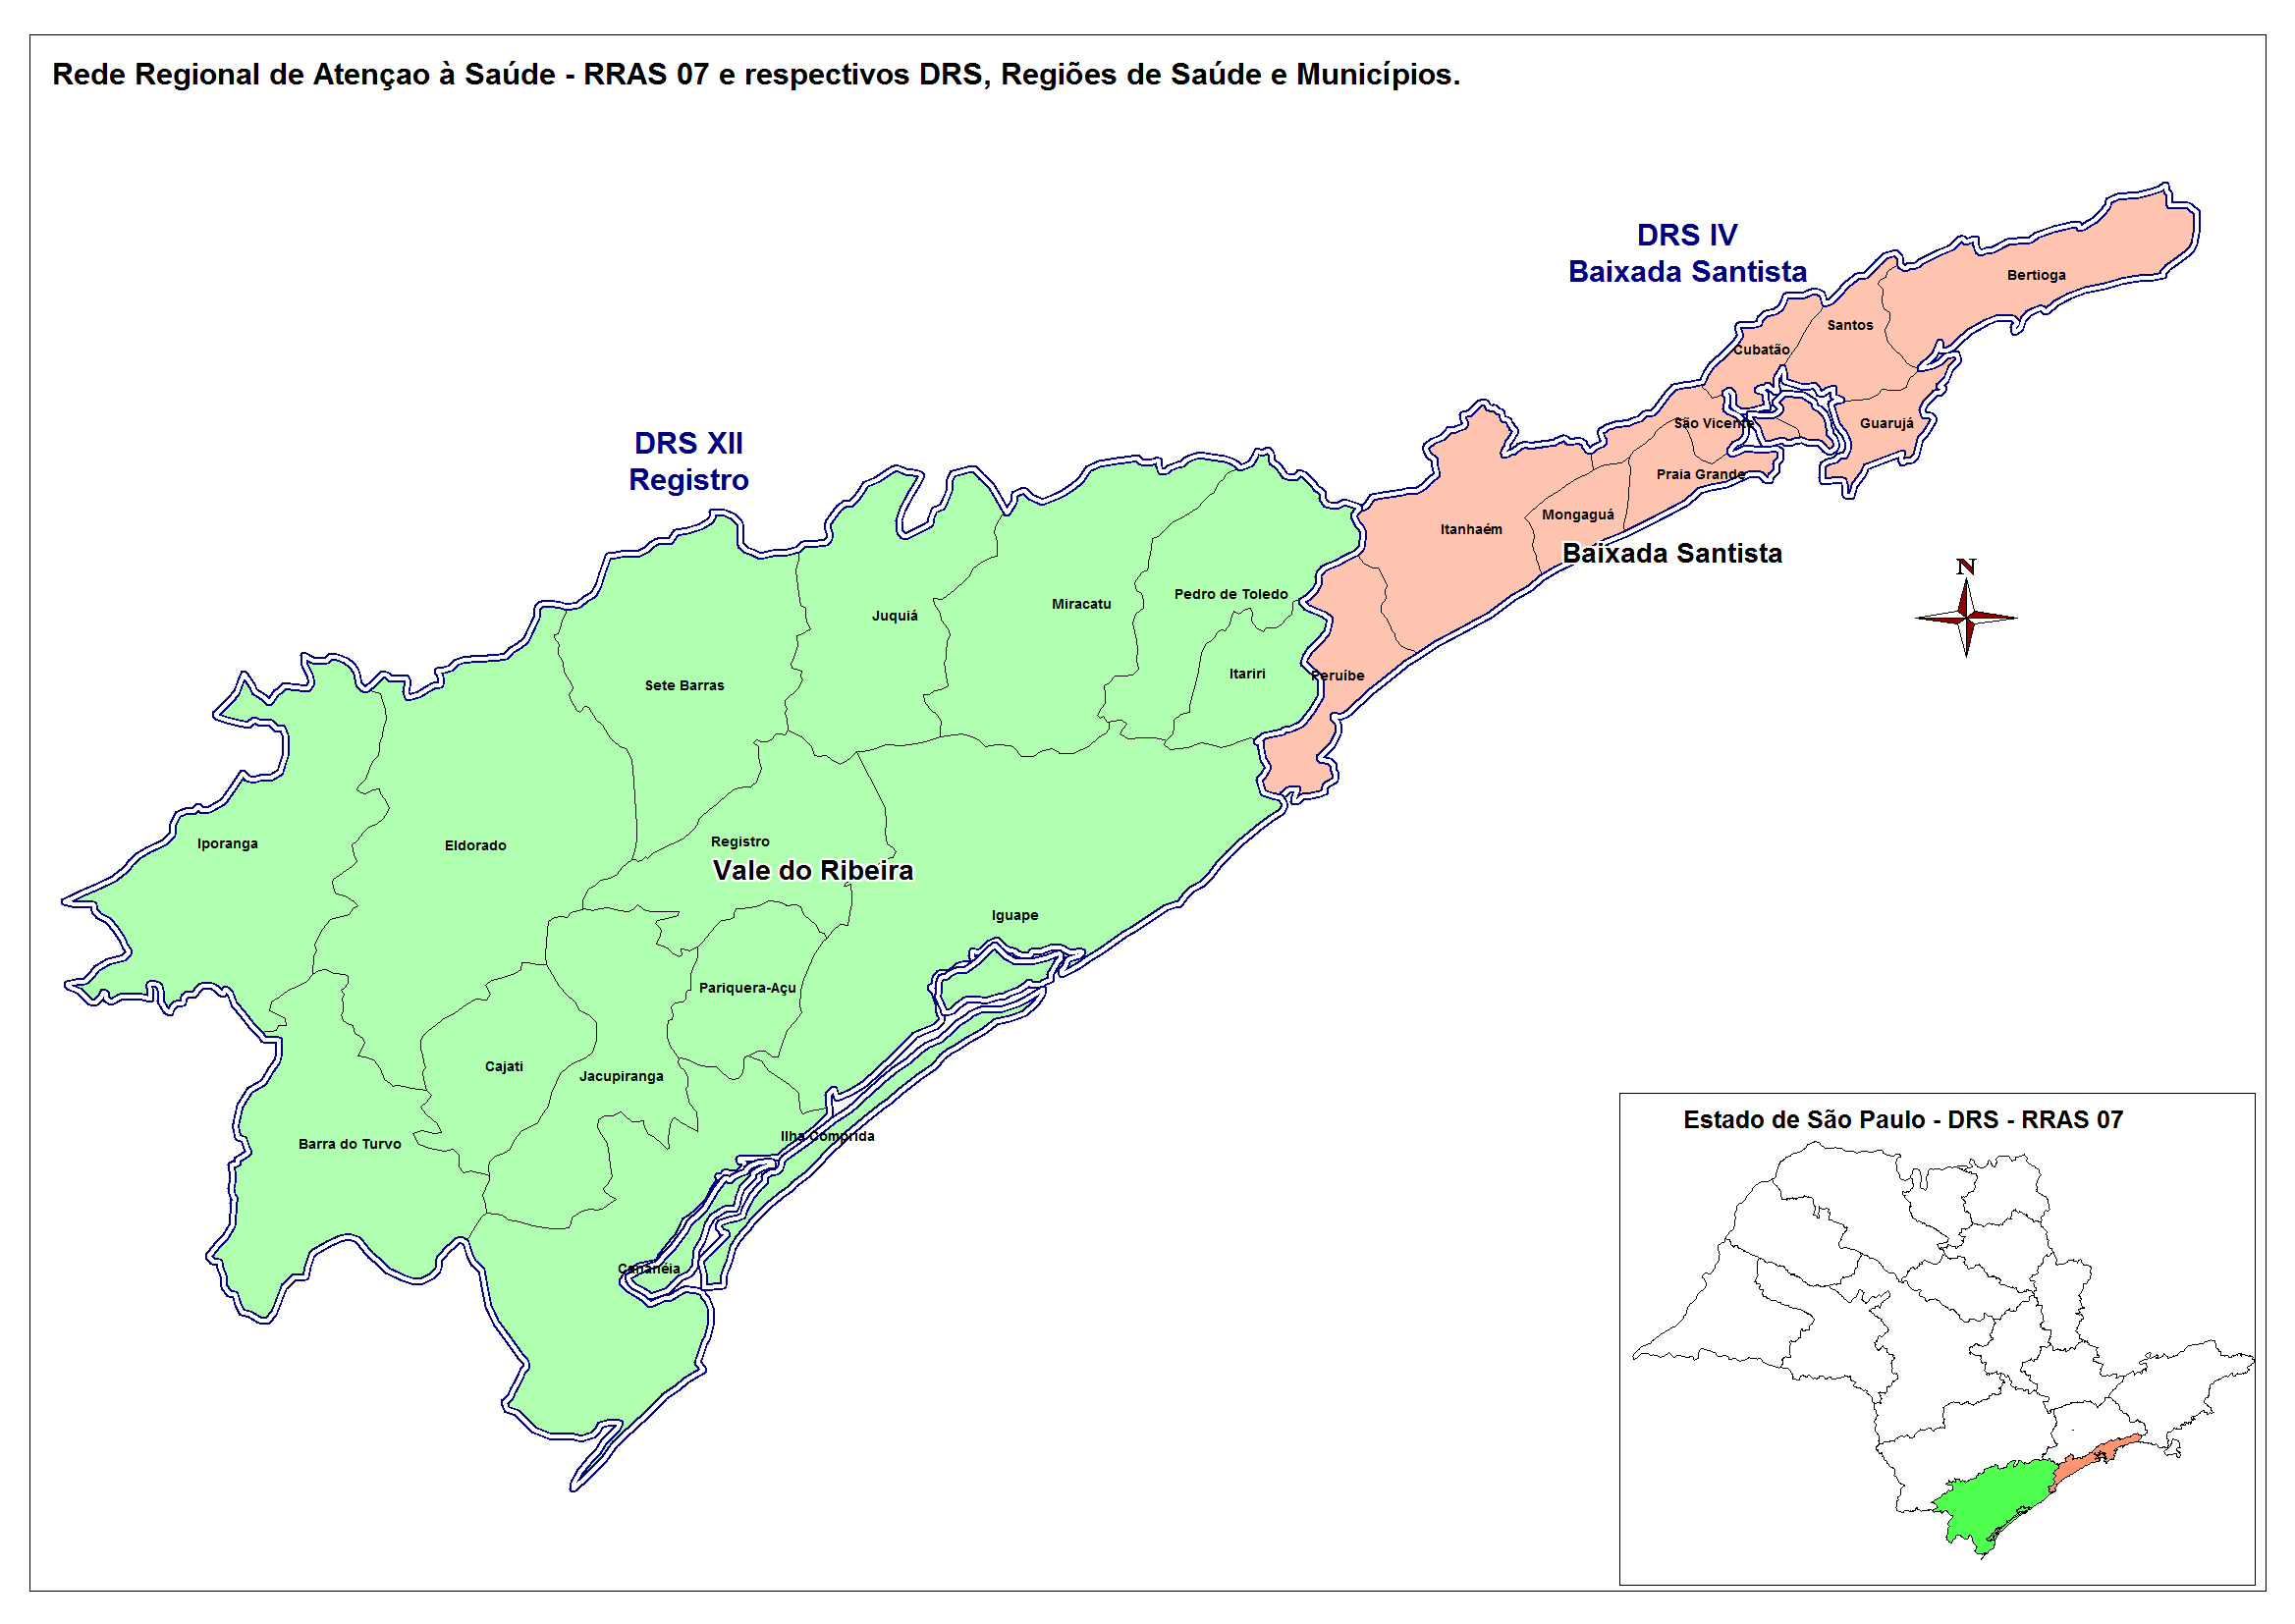 Rede Regional de Atençao à Saúde - RRAS 07 e respectivos DRS, Regiões de Saúde e Municípios.
DRS IV
Baixada Santista
Bertioga
Santos
Cubatão
São Vicente
Guarujá
Praia Grande
Mongaguá
Itanhaém
Baixada Santista
Peruíbe
N
DRS XII
Registro
Pedro de Toledo
Miracatu
Juquiá
Itariri
Sete Barras
Iporanga
Eldorado
Registro
Vale do Ribeira
Iguape
Pariquera-Açu
Cajati
Jacupiranga
Barra do Turvo
Ilha Comprida
Cananéia
Estado de São Paulo - DRS - RRAS 07